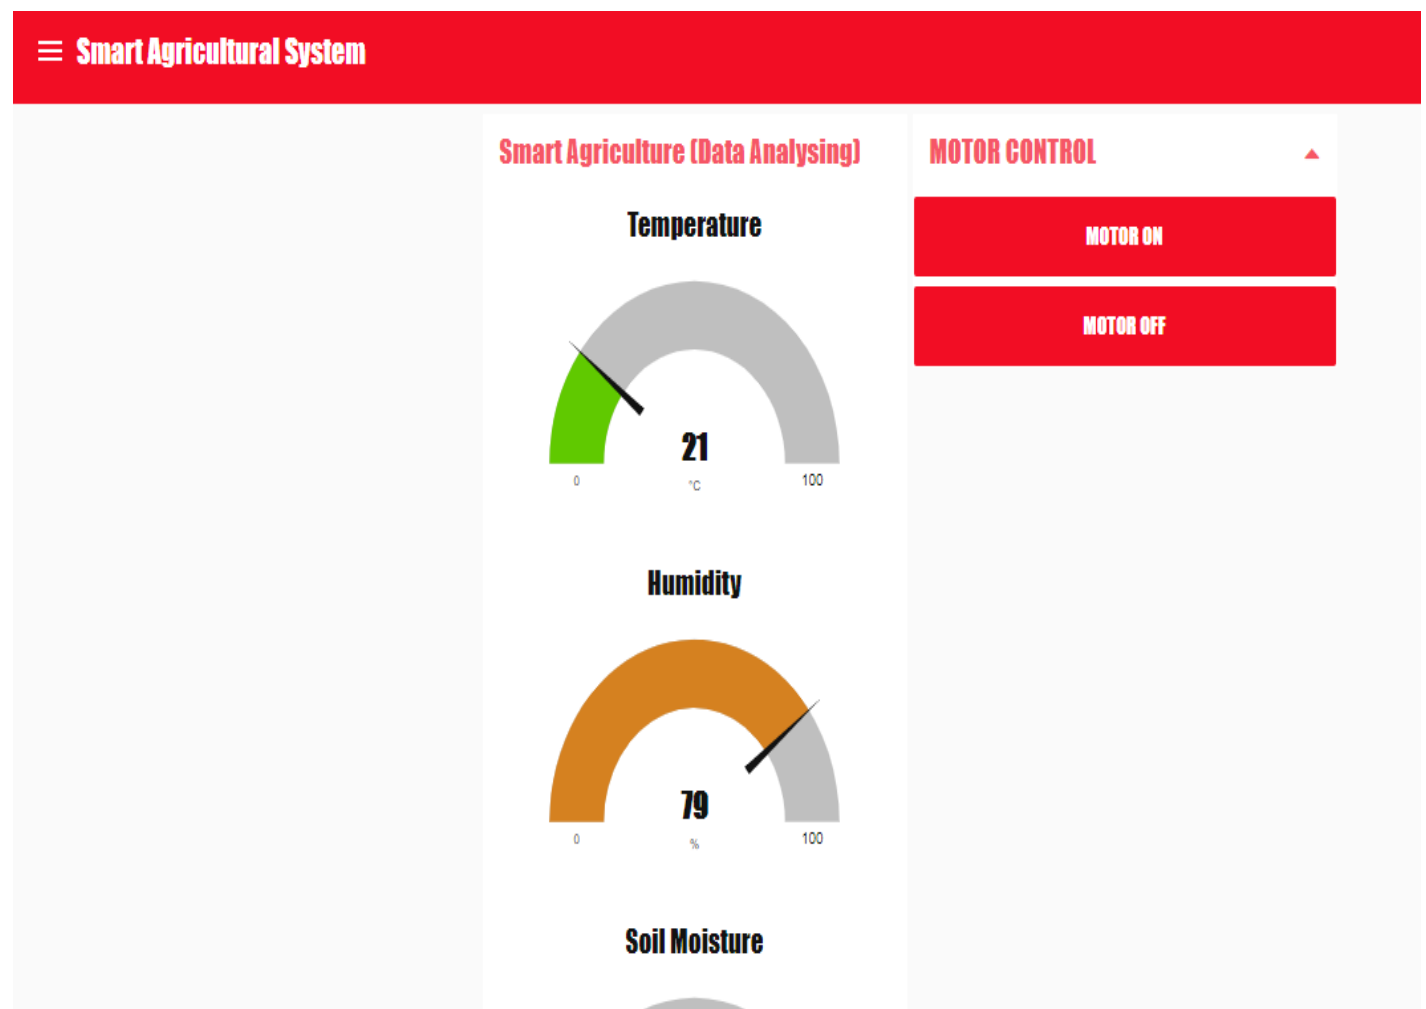 Smart Agricultural System
Smart Agriculture (Data Analysing)
Temperature
21
0
°C
100
Humidity
79
0
%
100
Soil Moisture
MOTOR CONTROL
MOTOR ON
MOTOR OFF